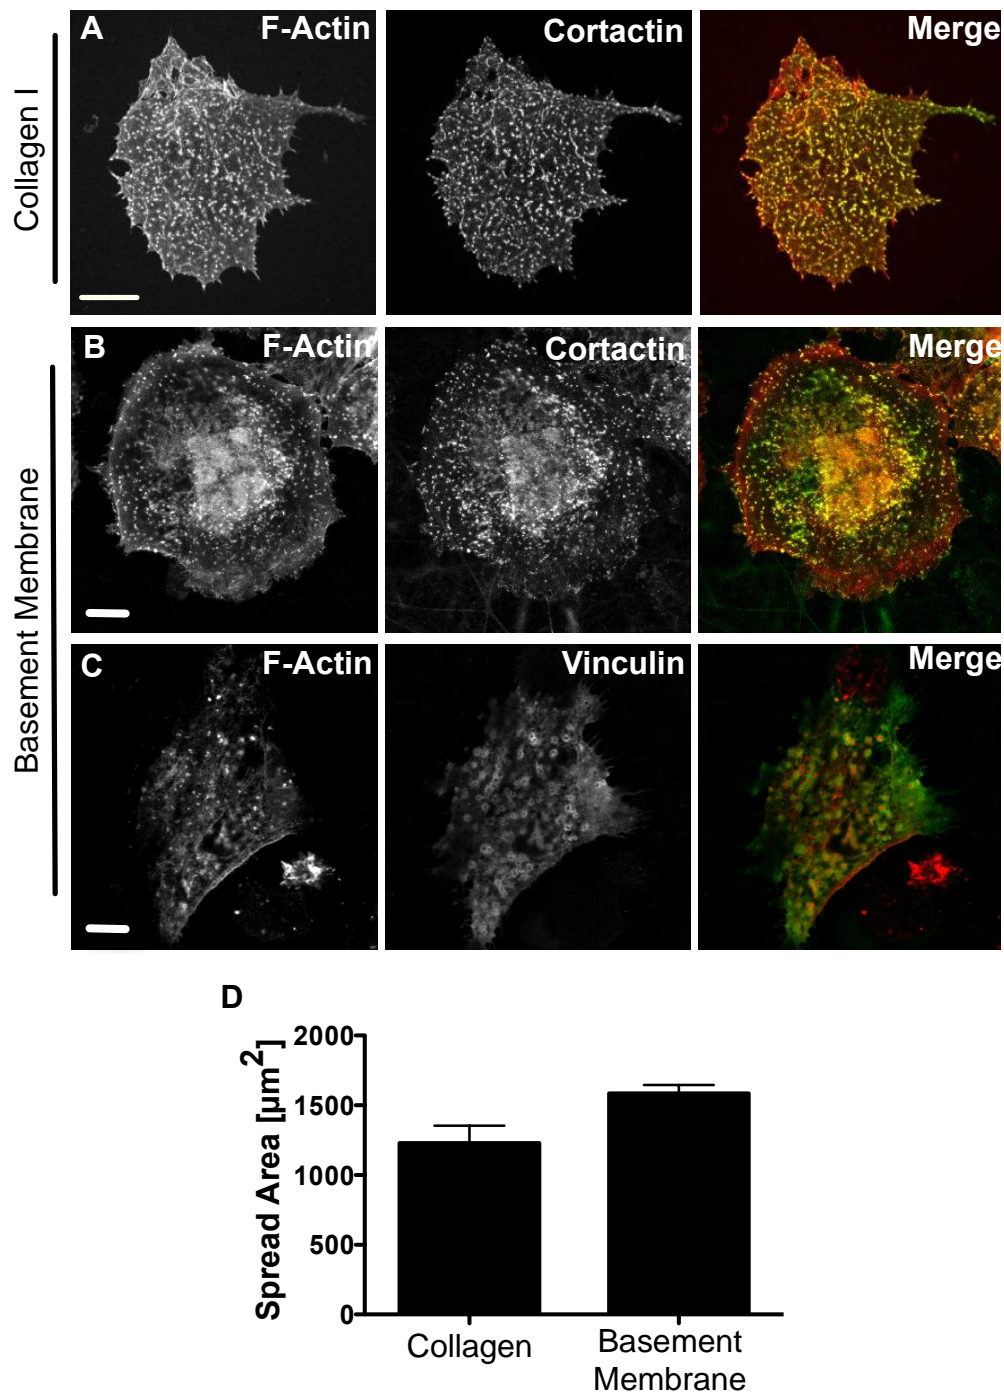 A F-Actin Cortactin Merge
Collagen I
B F-Actin Cortactin Merge
Basement Membrane
C F-Actin Vinculin Merge
D
Spread Area [µm²]
2000
1500
1000
500
0
Collagen
Basement
Membrane